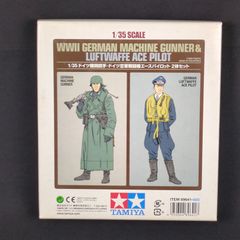 1/35 SCALE
WWII GERMAN MACHINE GUNNER &
LUFTWAFFE ACE PILOT
1/35 ドイツ機関銃手・ドイツ空軍戦闘機エースパイロット 2体セット
GERMAN
MACHINE
GUNNER
LUFTWAFFE
ACE PILOT
TAMIYA